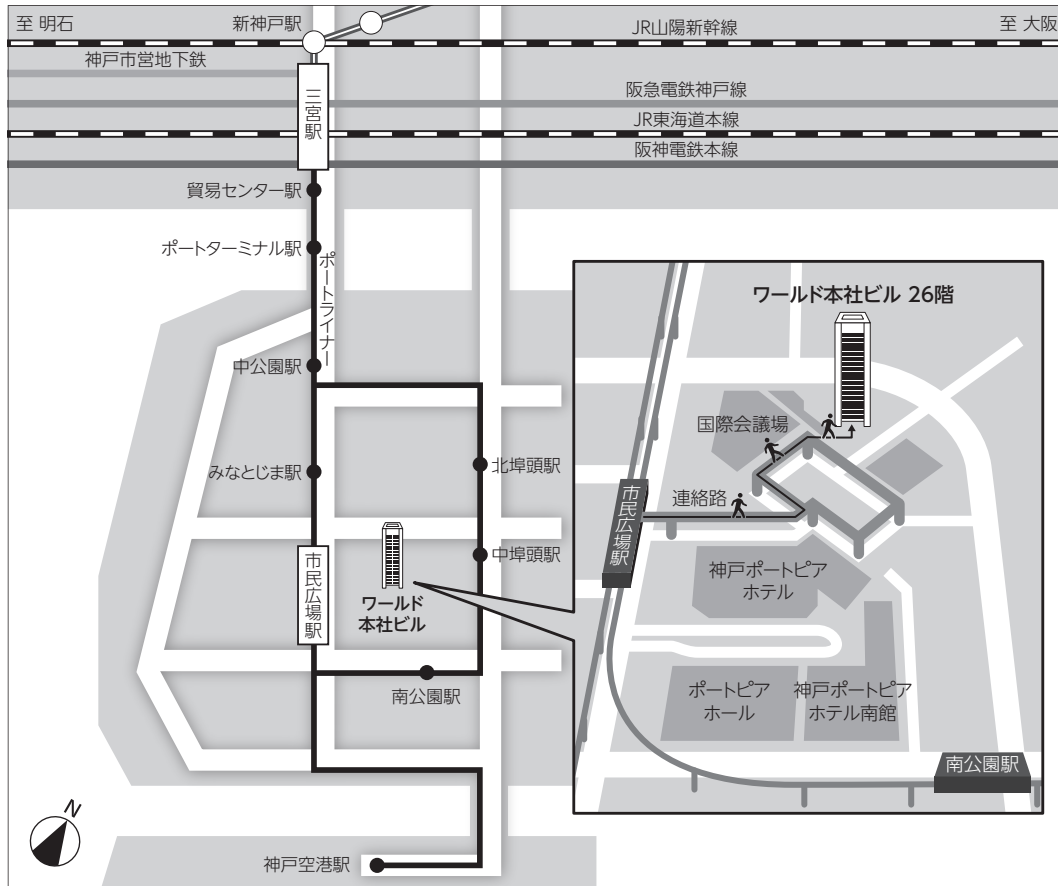 至 明石
新神戸駅
JR山陽新幹線
至 大阪
神戸市営地下鉄
三宮駅
阪急電鉄神戸線
JR東海道本線
阪神電鉄本線
貿易センター駅
ポートターミナル駅
ポートライナー
中公園駅
みなとじま駅
北埠頭駅
中埠頭駅
市民広場駅
ワールド
本社ビル
南公園駅
神戸空港駅
N
ワールド本社ビル 26階
国際会議場
連絡路
市民広場駅
神戸ポートピア
ホテル
ポートピア
ホール
神戸ポートピア
ホテル南館
南公園駅